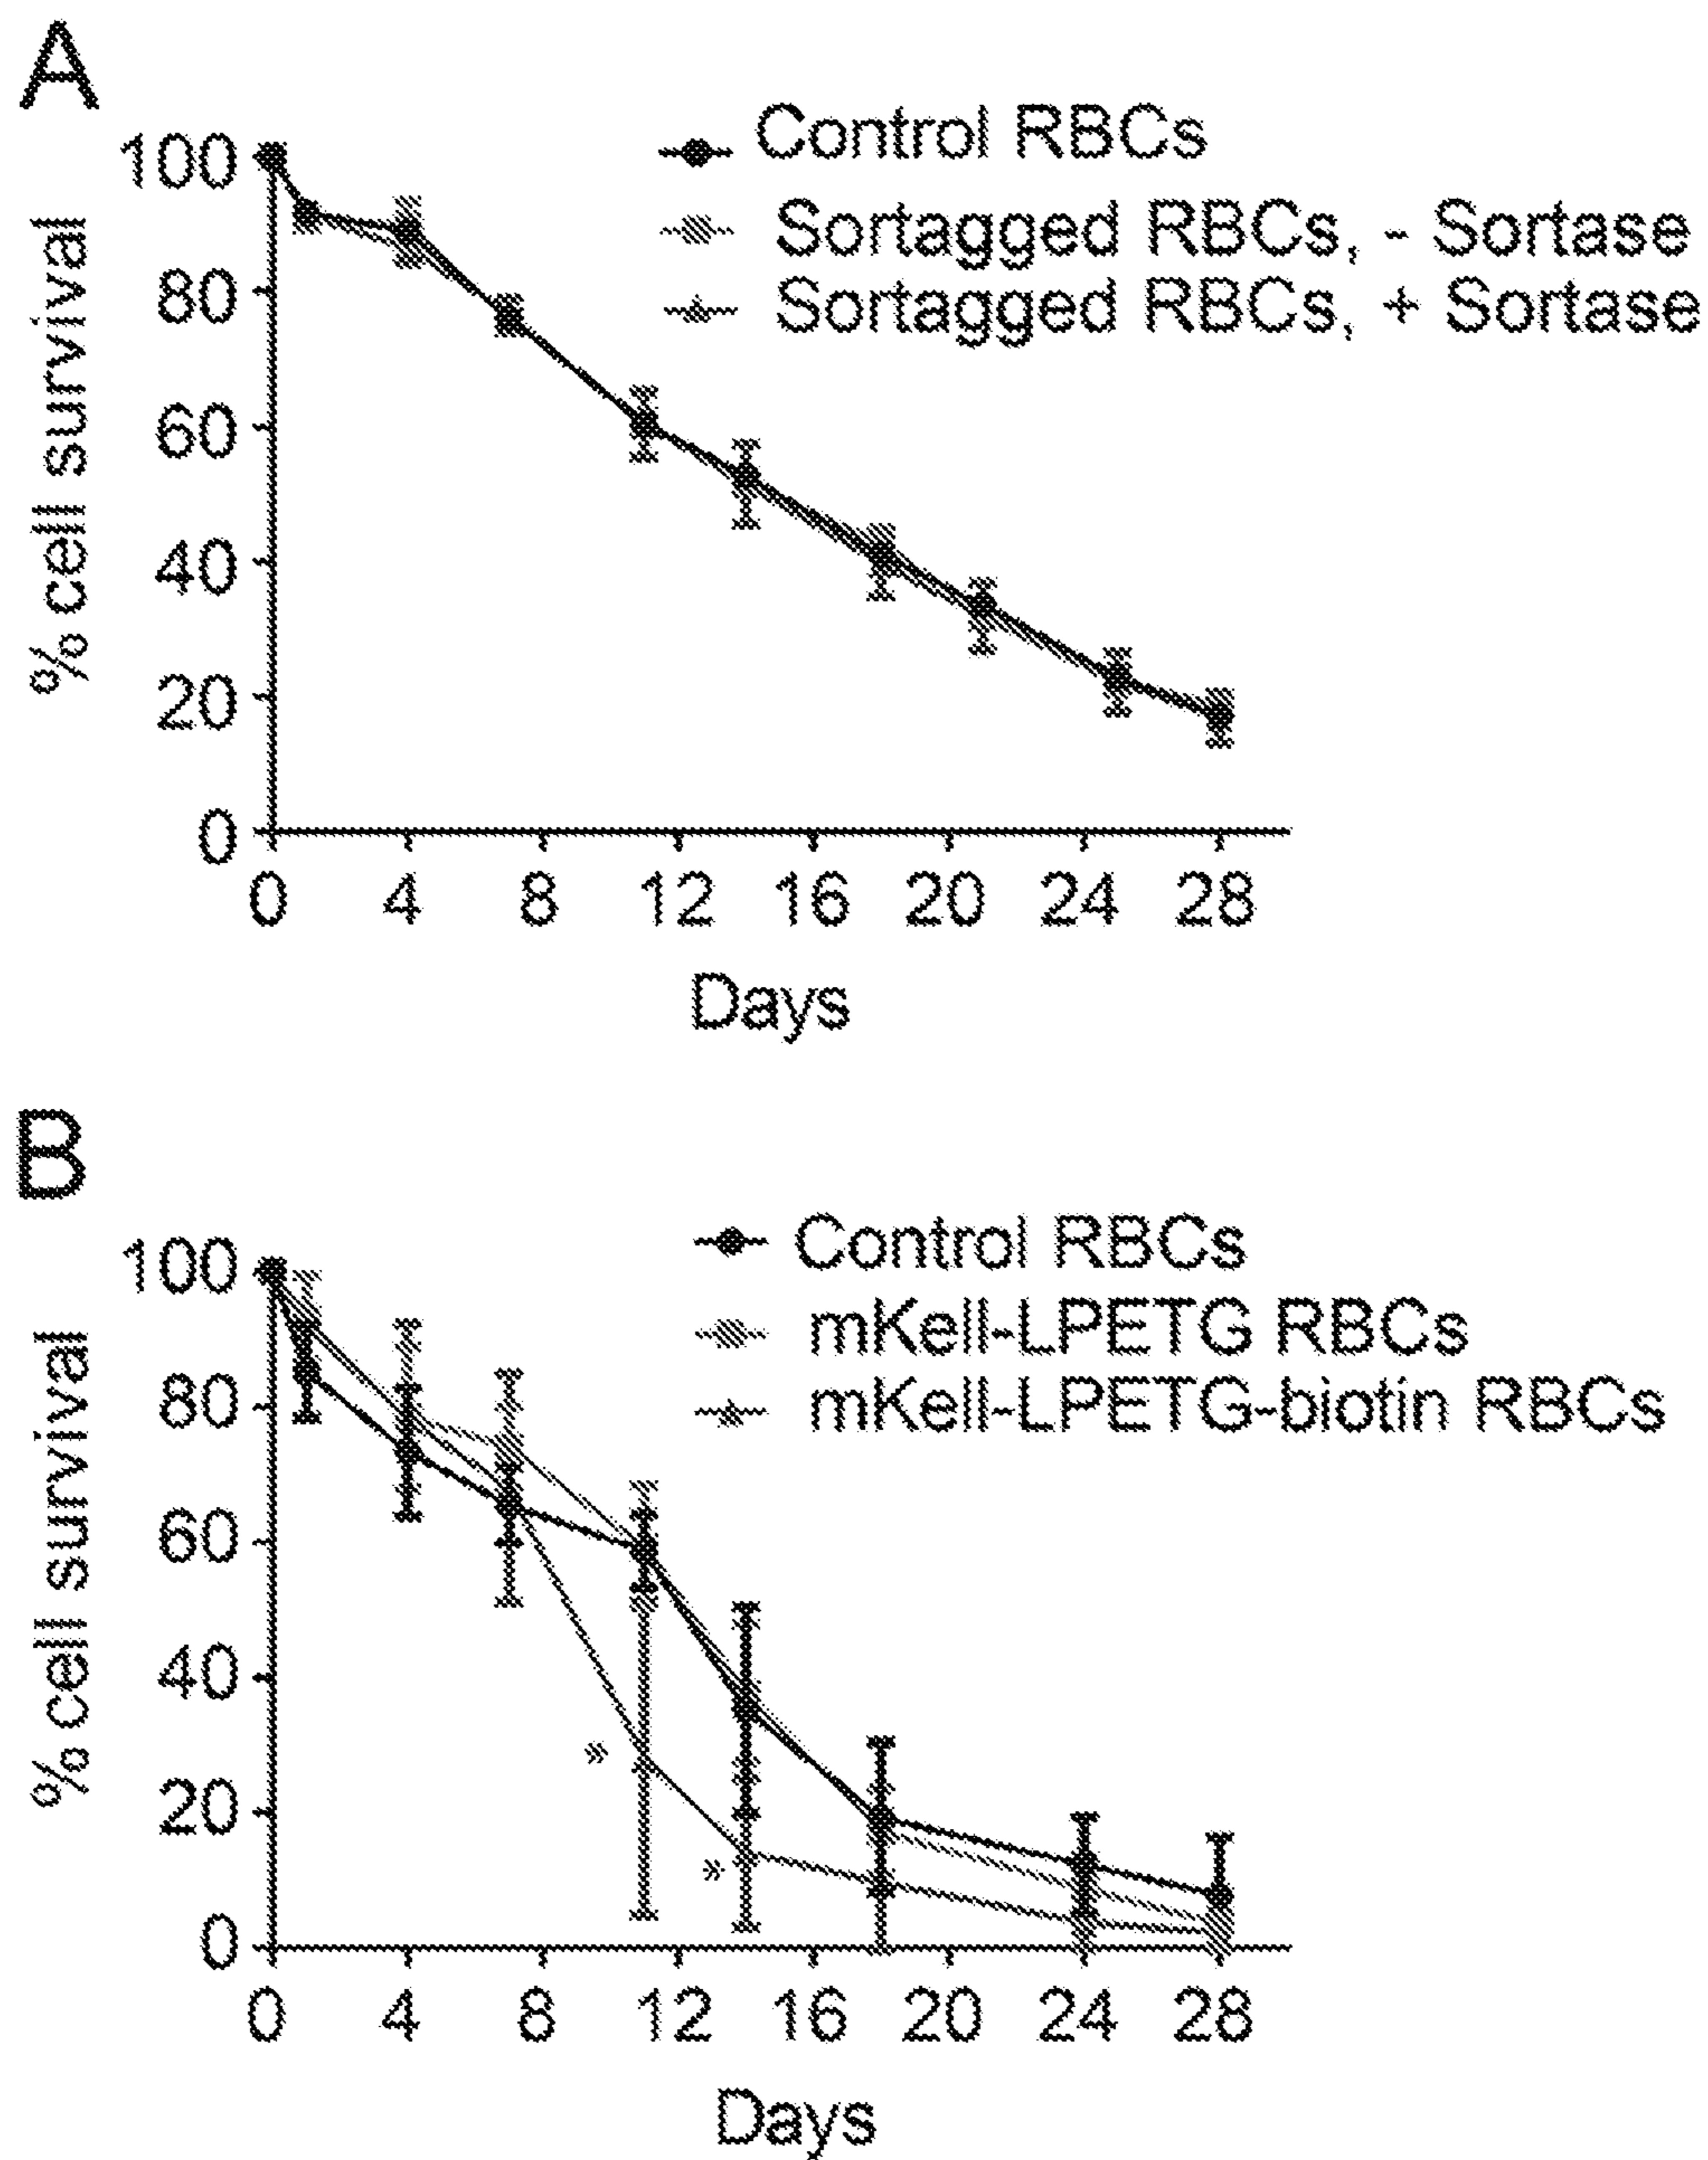 A
100
80
60
40
20
0
% cell survival
Control RBCs
Sortagged RBCs, - Sortase
Sortagged RBCs, + Sortase
0 4 8 12 16 20 24 28
Days
B
100
80
60
40
20
0
% cell survival
Control RBCs
mKell-LPETG RBCs
mKell-LPETG-biotin RBCs
*
*
0 4 8 12 16 20 24 28
Days